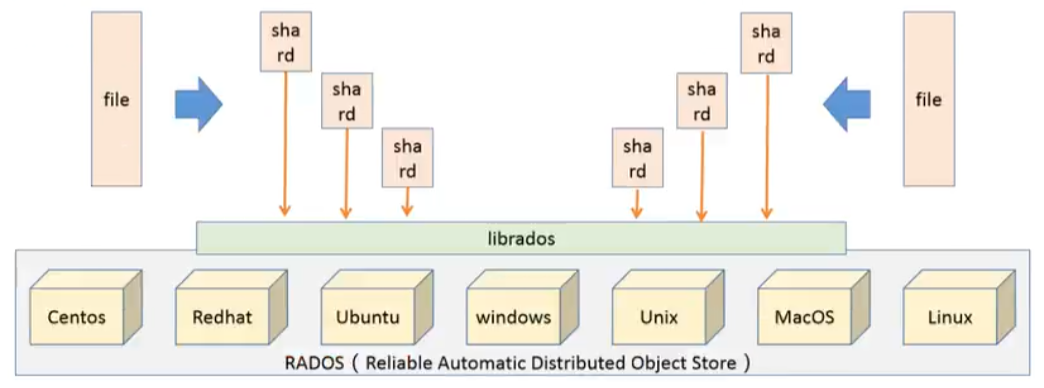 file
sha
rd
sha
rd
sha
rd
sha
rd
sha
rd
sha
rd
file
librados
Centos
Redhat
Ubuntu
windows
Unix
MacOS
Linux
RADOS ( Reliable Automatic Distributed Object Store )